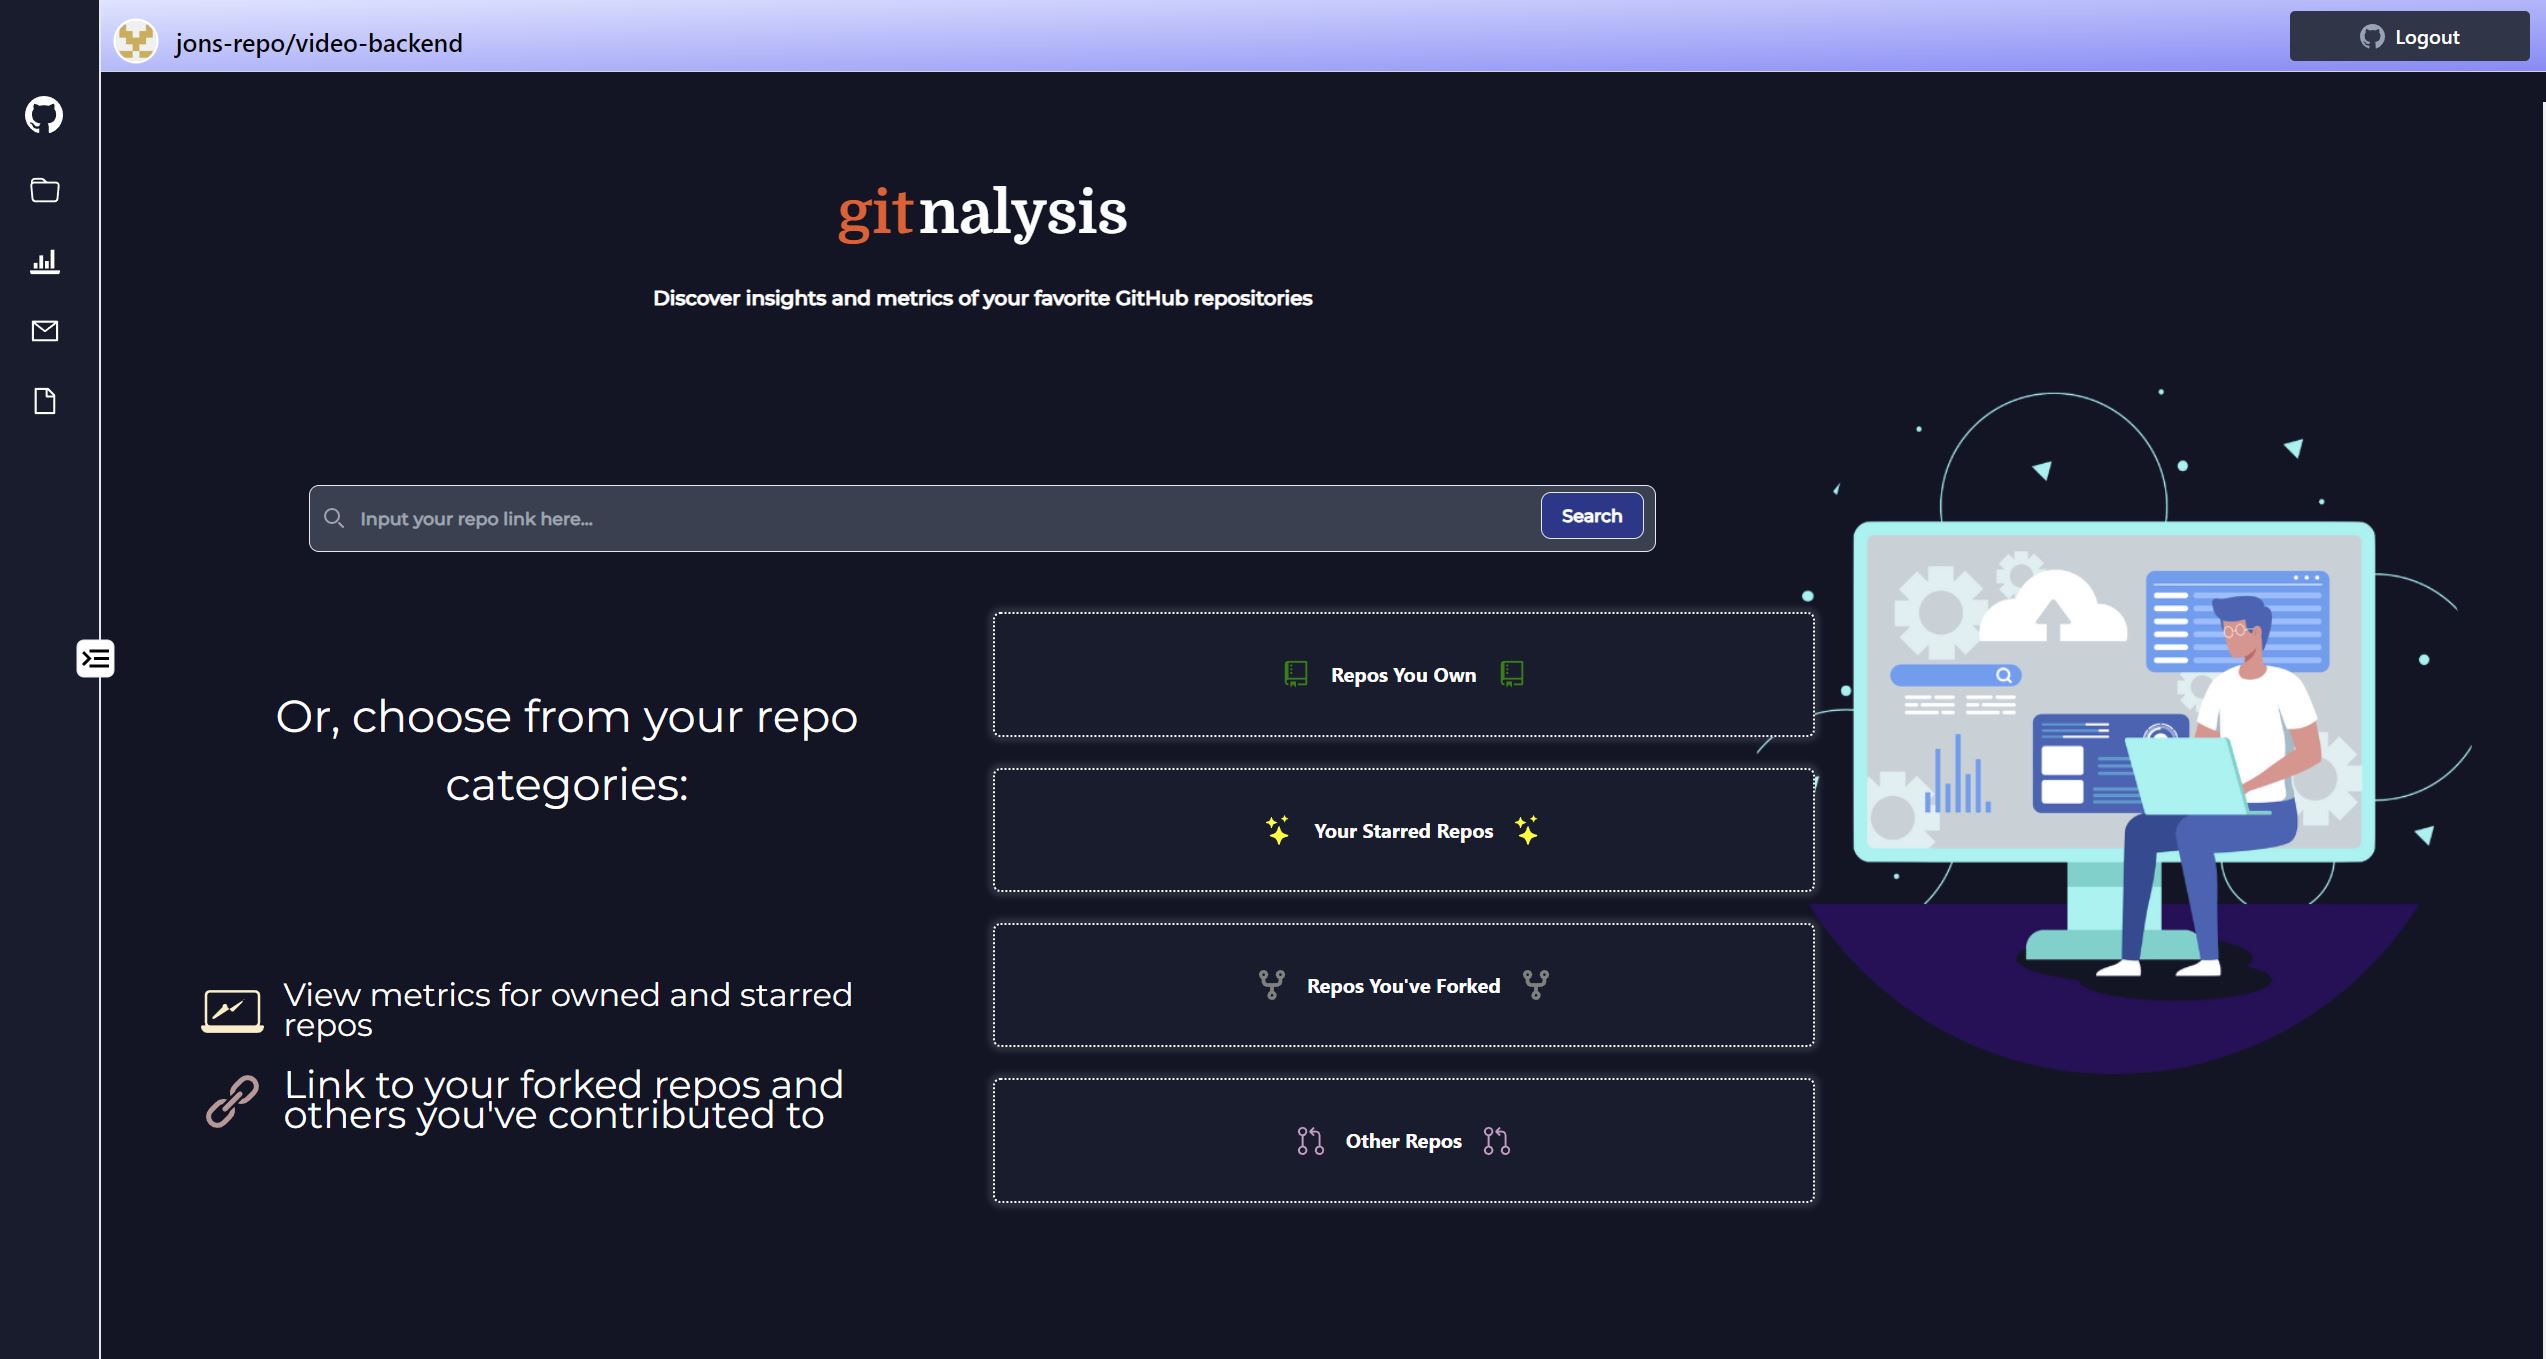 jons-repo/video-backend
Logout
gitnalysis
Discover insights and metrics of your favorite GitHub repositories
Input your repo link here...
Search
Or, choose from your repo
categories:
Repos You Own
Your Starred Repos
Repos You've Forked
Other Repos
View metrics for owned and starred
repos
Link to your forked repos and
others you've contributed to